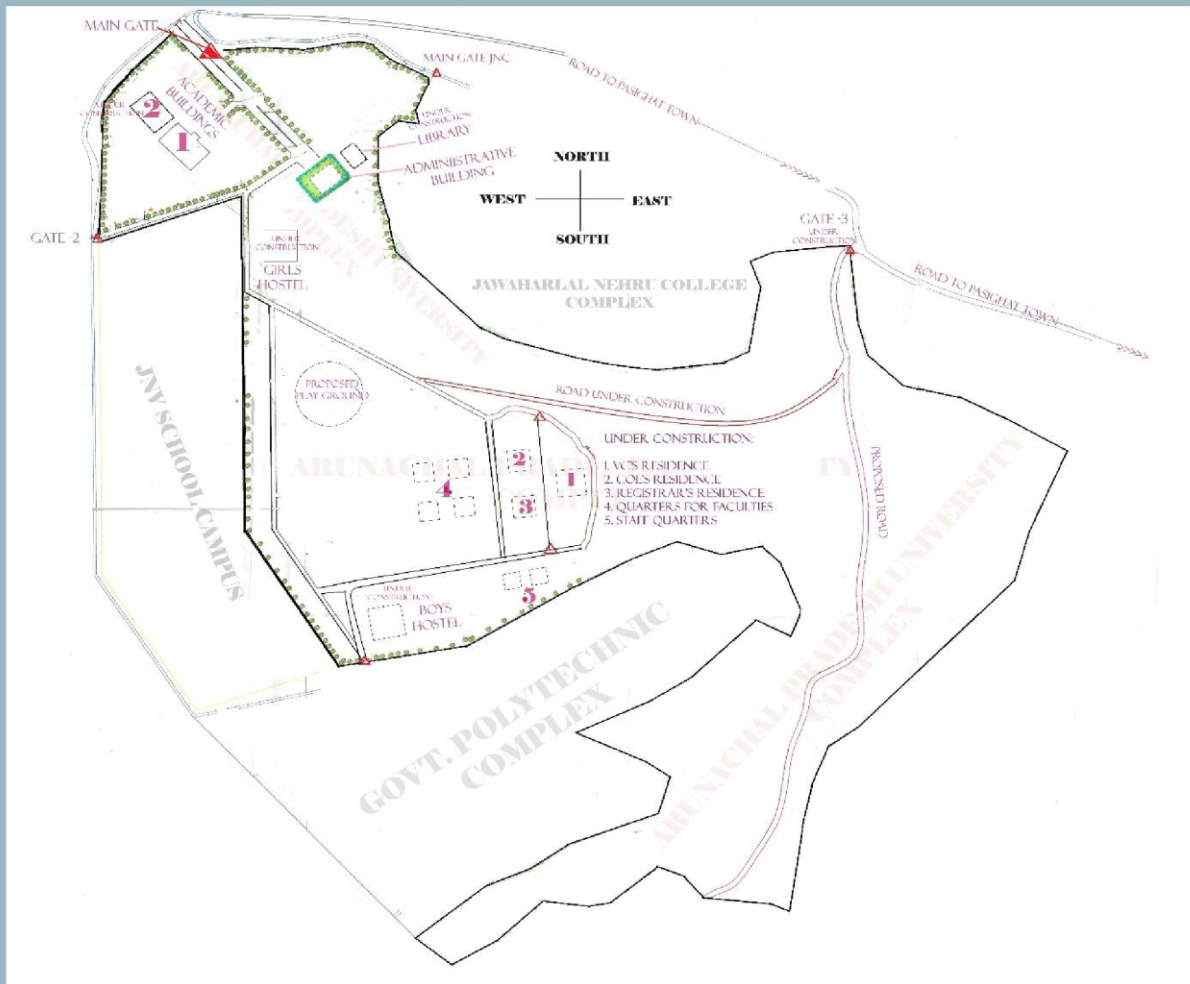 MAIN GATE
MAIN GATE JNC
ROAD TO PASIGHAT TOWN
ACADEMIC
BUILDINGS
UNDER
CONSTRUCTION
2
1
UNDER
CONSTRUCTION
LIBRARY
ADMINISTRATIVE
BUILDING
NORTH
WEST
EAST
SOUTH
GATE -2
GATE -3
UNDER
CONSTRUCTION
UNDER
CONSTRUCTION
GIRLS
HOSTEL
JAWAHARLAL NEHRU COLLEGE
COMPLEX
ROAD TO PASIGHAT TOWN
JNV SCHOOL CAMPUS
PROPOSED
PLAY GROUND
ROAD UNDER CONSTRUCTION
UNDER CONSTRUCTION:
1. VC'S RESIDENCE
2. COE'S RESIDENCE
3. REGISTRAR'S RESIDENCE
4. QUARTERS FOR FACULTIES
5. STAFF QUARTERS
2
1
4
3
PROPOSED ROAD
UNDER
CONSTRUCTION
BOYS
HOSTEL
5
GOVT. POLYTECHNIC
COMPLEX
ARUNACHAL PRADESH UNIVERSITY
COMPLEX